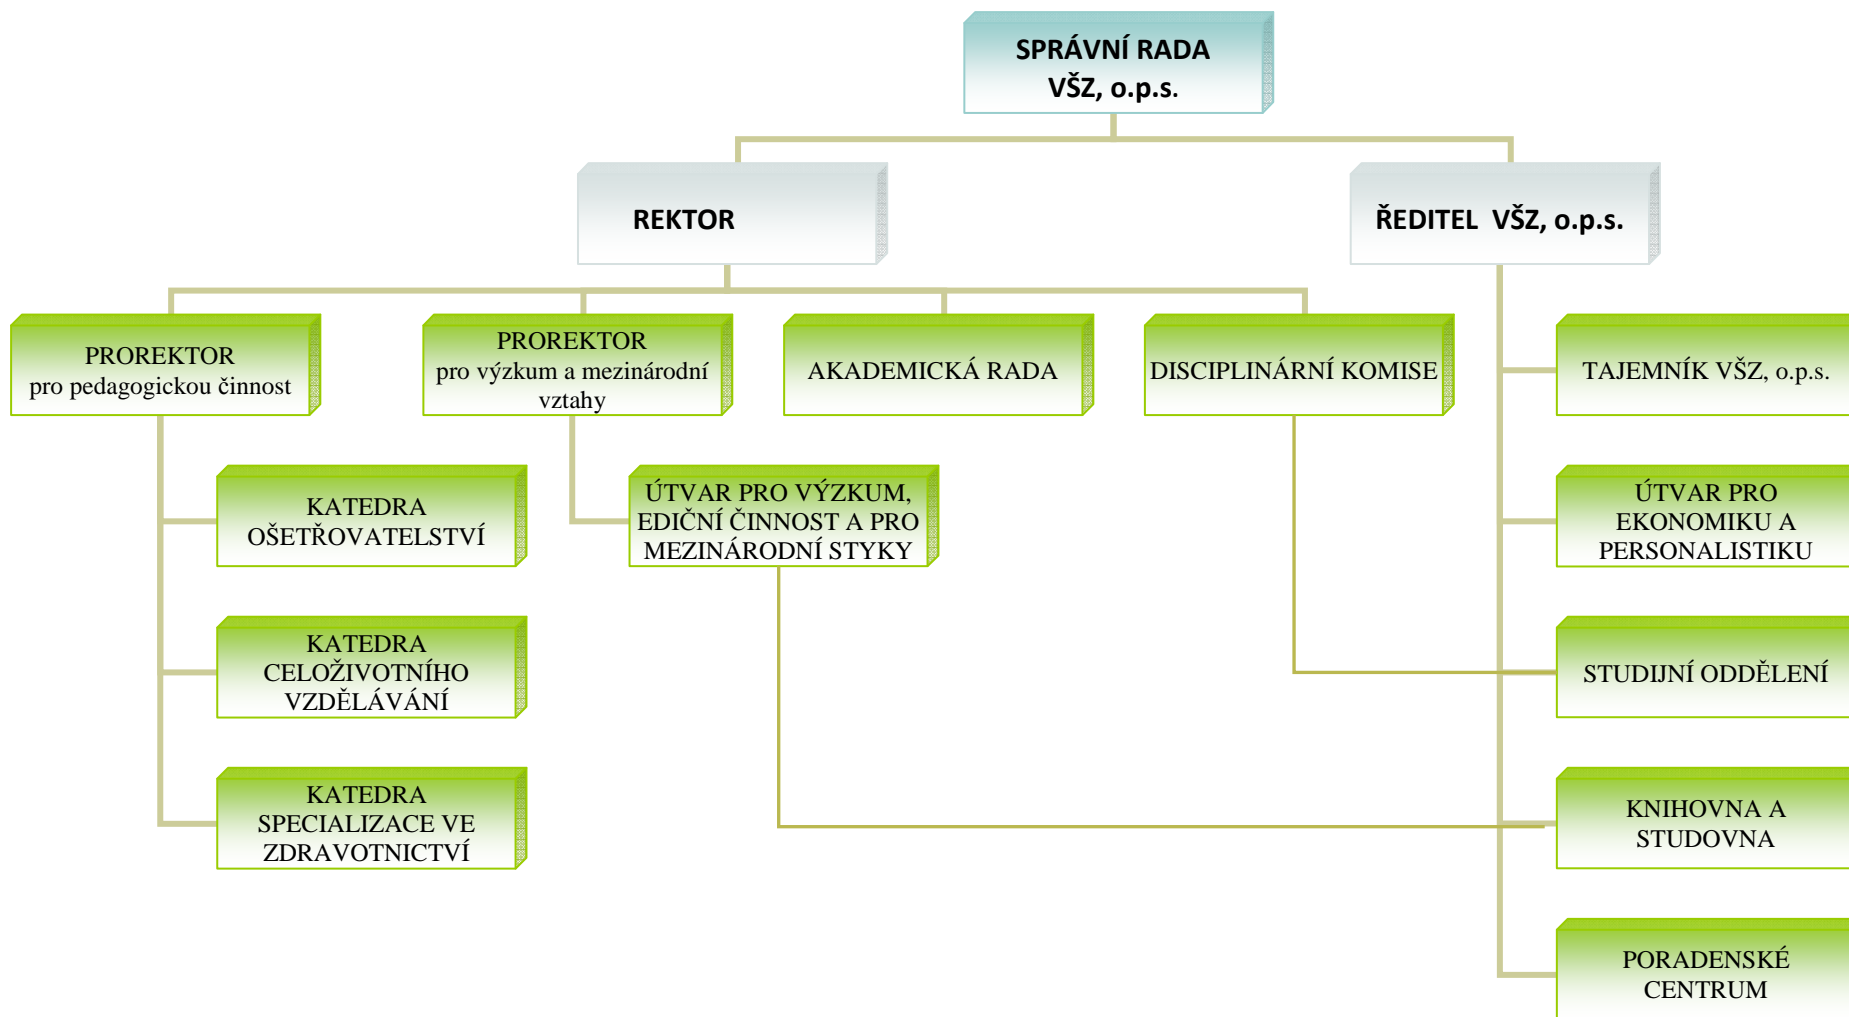 SPRÁVNÍ RADA
VŠZ, o.p.s.
REKTOR
ŘEDITEL VŠZ, o.p.s.
PROREKTOR
pro pedagogickou činnost
PROREKTOR
pro výzkum a mezinárodní
vztahy
AKADEMICKÁ RADA
DISCIPLINÁRNÍ KOMISE
TAJEMNÍK VŠZ, o.p.s.
KATEDRA
OŠETŘOVATELSTVÍ
ÚTVAR PRO VÝZKUM,
EDIČNÍ ČINNOST A PRO
MEZINÁRODNÍ STYKY
ÚTVAR PRO
EKONOMIKU A
PERSONALISTIKU
KATEDRA
CELOŽIVOTNÍHO
VZDĚLÁVÁNÍ
STUDIJNÍ ODDĚLENÍ
KATEDRA
SPECIALIZACE VE
ZDRAVOTNICTVÍ
KNIHOVNA A
STUDOVNA
PORADENSKÉ
CENTRUM